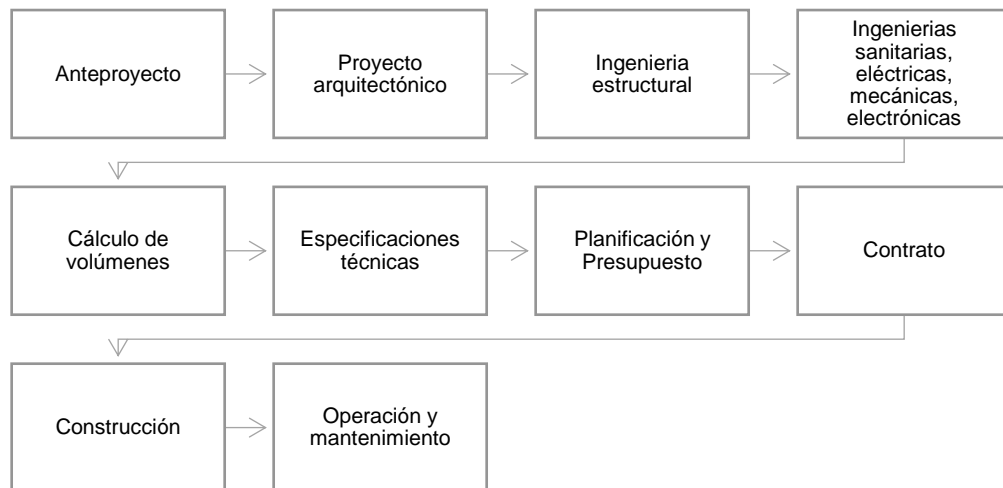 Anteproyecto
Proyecto
arquitectónico
Ingenieria
estructural
Ingenierias
sanitarias,
eléctricas,
mecánicas,
electrónicas
Cálculo de
volúmenes
Especificaciones
técnicas
Planificación y
Presupuesto
Contrato
Construcción
Operación y
mantenimiento